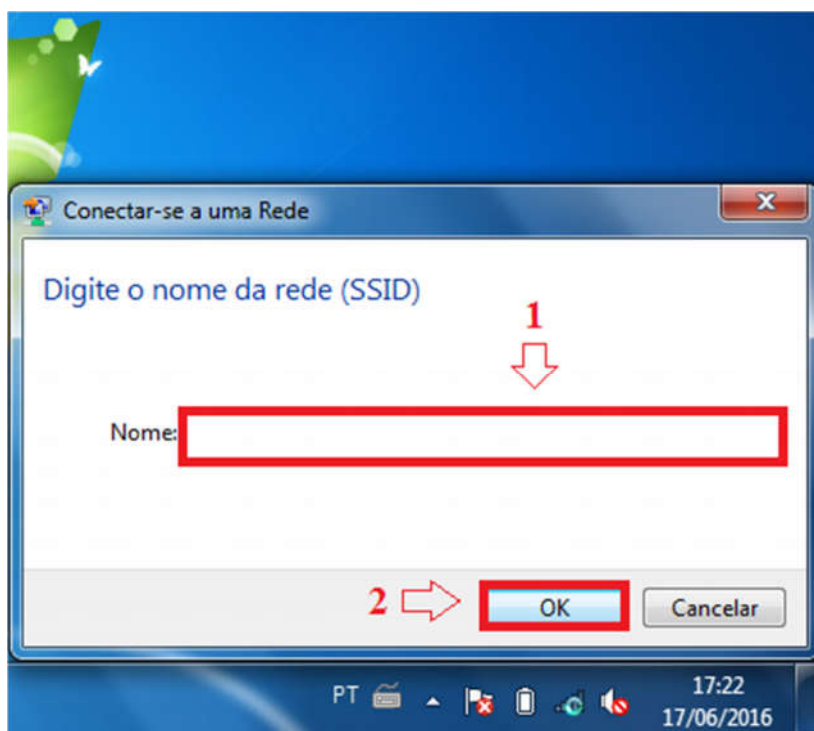 Conectar-se a uma Rede
Digite o nome da rede (SSID)
1
Nome:
2
OK
Cancelar
PT
17:22
17/06/2016